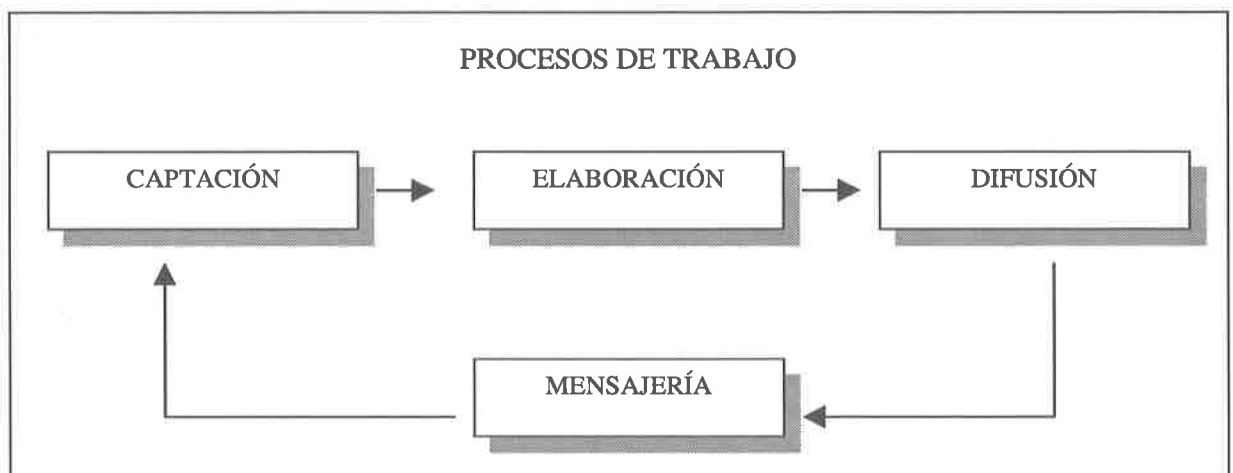 PROCESOS DE TRABAJO
CAPTACIÓN
ELABORACIÓN
DIFUSIÓN
MENSAJERÍA